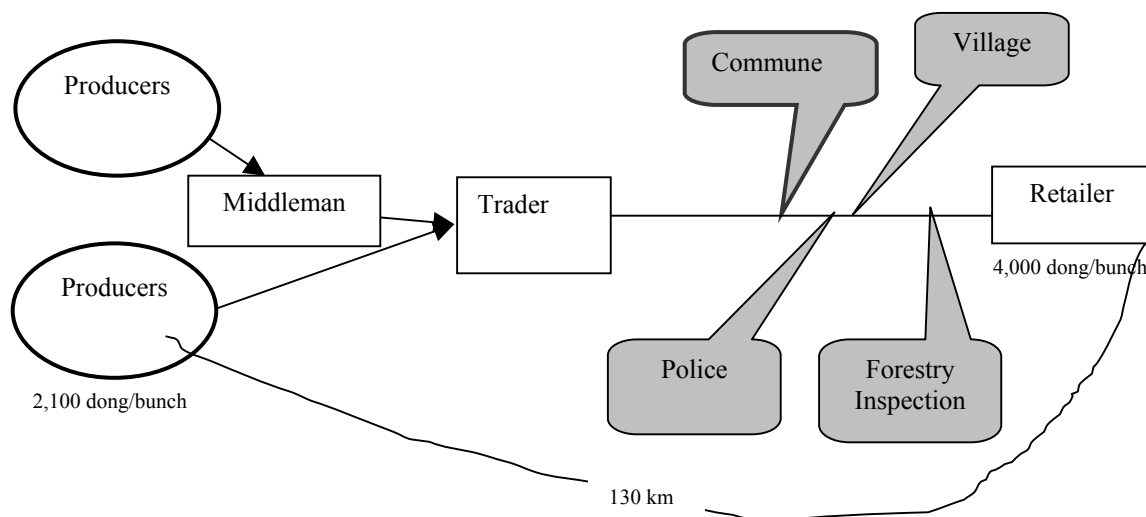 Village
Commune
Producers
Retailer
Middleman
Trader
4,000 dong/bunch
Producers
Police
Forestry
Inspection
2,100 dong/bunch
130 km